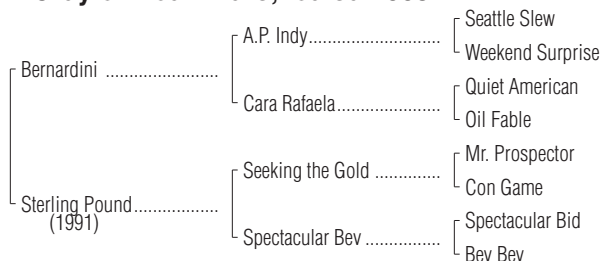 Seattle Slew
A.P. Indy..............................
Weekend Surprise
Bernardini .........................
Quiet American
Cara Rafaela.......................
Oil Fable
Mr. Prospector
Seeking the Gold ...............
Con Game
Sterling Pound...................
(1991)
Spectacular Bid
Spectacular Bev .................
Bev Bev